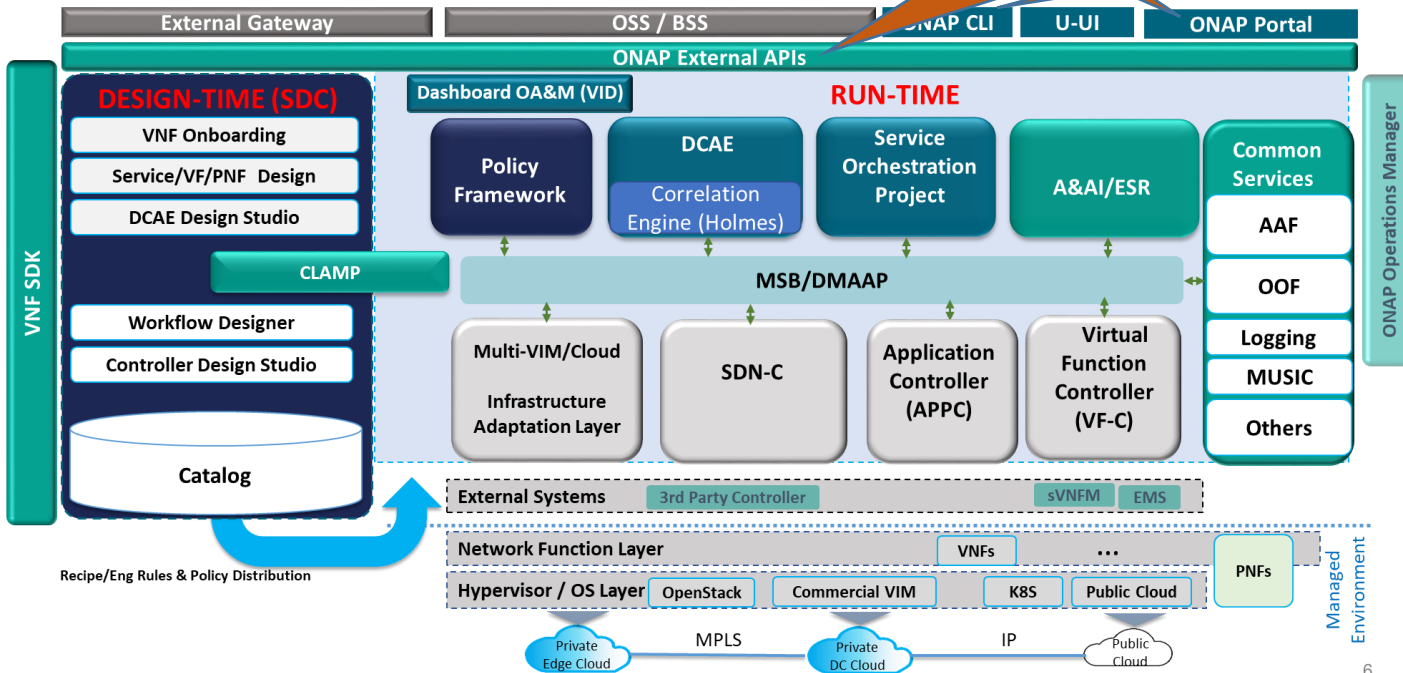 External Gateway
OSS / BSS
ONAP CLI
U-UI
ONAP Portal
ONAP External APIs
VNF SDK
DESIGN-TIME (SDC)
VNF Onboarding
Service/VF/PNF Design
DCAE Design Studio
CLAMP
Workflow Designer
Controller Design Studio
Catalog
Recipe/Eng Rules & Policy Distribution
Dashboard OA&M (VID)
RUN-TIME
Policy
Framework
DCAE
Correlation
Engine (Holmes)
Service
Orchestration
Project
A&AI/ESR
MSB/DMAAP
Multi-VIM/Cloud
Infrastructure
Adaptation Layer
SDN-C
Application
Controller
(APPC)
Virtual
Function
Controller
(VF-C)
Common
Services
AAF
OOF
Logging
MUSIC
Others
ONAP Operations Manager
External Systems
3rd Party Controller
sVNFM
EMS
Network Function Layer
VNFs
...
Hypervisor / OS Layer
OpenStack
Commercial VIM
K8S
Public Cloud
PNFs
Managed
Environment
Private
Edge Cloud
MPLS
Private
DC Cloud
IP
Public
Cloud
6